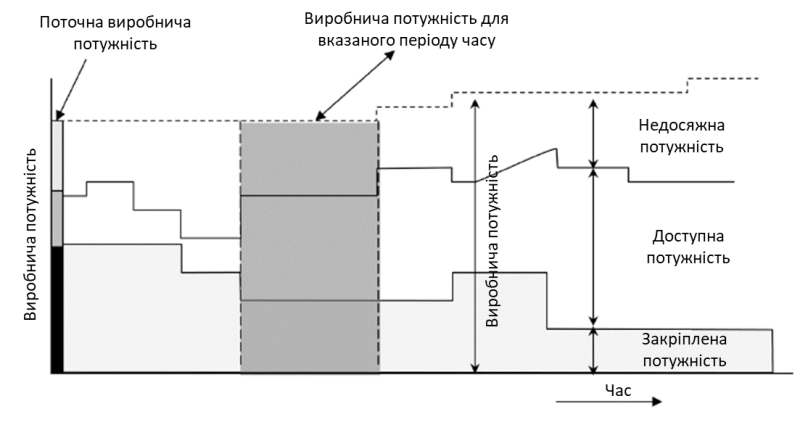 Поточна виробнича
потужність
Виробнича потужність для
вказаного періоду часу
Виробнича потужність
Виробнича потужність
Недосяжна
потужність
Доступна
потужність
Закріплена
потужність
Час